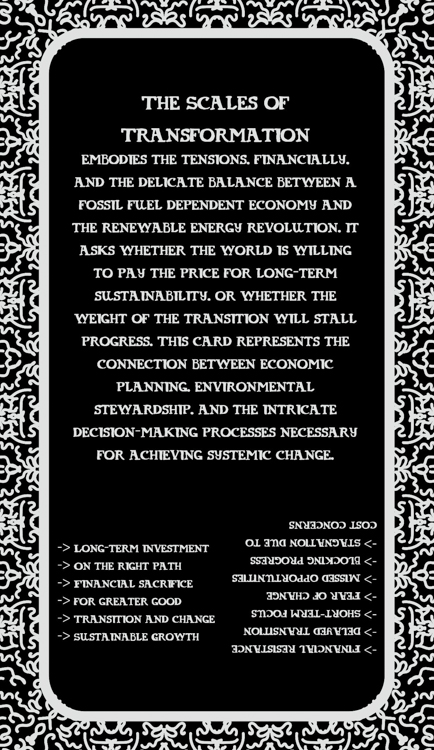 THE SCALES OF
TRANSFORMATION
EMBODIES THE TENSIONS, FINANCIALLY,
AND THE DELICATE BALANCE BETWEEN A
FOSSIL FUEL DEPENDENT ECONOMY AND
THE RENEWABLE ENERGY REVOLUTION. IT
ASKS WHETHER THE WORLD IS WILLING
TO PAY THE PRICE FOR LONG-TERM
SUSTAINABILITY, OR WHETHER THE
WEIGHT OF THE TRANSITION WILL STALL
PROGRESS. THIS CARD REPRESENTS THE
CONNECTION BETWEEN ECONOMIC
PLANNING, ENVIRONMENTAL
STEWARDSHIP, AND THE INTRICATE
DECISION-MAKING PROCESSES NECESSARY
FOR ACHIEVING SYSTEMIC CHANGE.
-> LONG-TERM INVESTMENT
-> ON THE RIGHT PATH
-> FINANCIAL SACRIFICE
-> FOR GREATER GOOD
-> TRANSITION AND CHANGE
-> SUSTAINABLE GROWTH
-> FINANCIAL RESISTANCE
DELAYED TRANSITION
-> SHORT-TERM FOCUS
FEAR OF CHANGE
-> MISSED OPPORTUNITIES
BLOCKING PROGRESS
-> STAGNATION DUE TO
COST CONCERNS